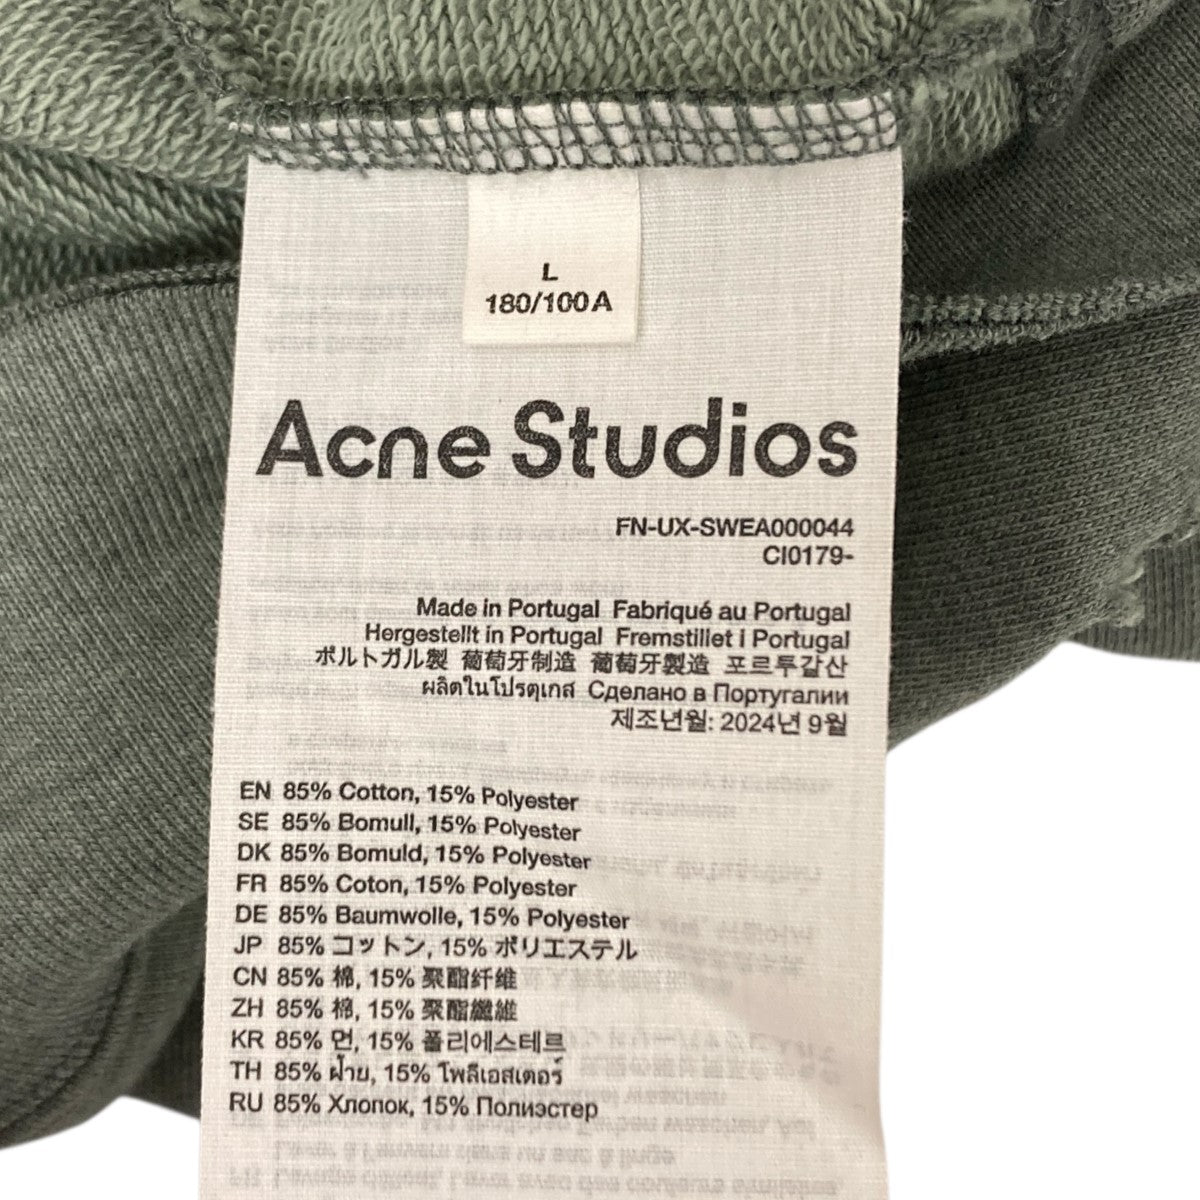 L
180/100A
Acne Studios
FN-UX-SWEA000044
CI0179-
Made in Portugal Fabriqué au Portugal
Hergestellt in Portugal Fremstillet i Portugal
ポルトガル製 葡萄牙制造 葡萄牙製造 포르투갈산
ผลิตในโปรตุเกส Сделано в Португалии
제조년월: 2024년 9월
EN 85% Cotton, 15% Polyester
SE 85% Bomull, 15% Polyester
DK 85% Bomuld, 15% Polyester
FR 85% Coton, 15% Polyester
DE 85% Baumwolle, 15% Polyester
JP 85% コットン, 15% ポリエステル
CN 85% 棉, 15% 聚酯纤维
ZH 85% 棉, 15% 聚酯纖維
KR 85% 면, 15% 폴리에스테르
TH 85% ฝ้าย, 15% โพลีเอสเตอร์
RU 85% Хлопок, 15% Полиэстер